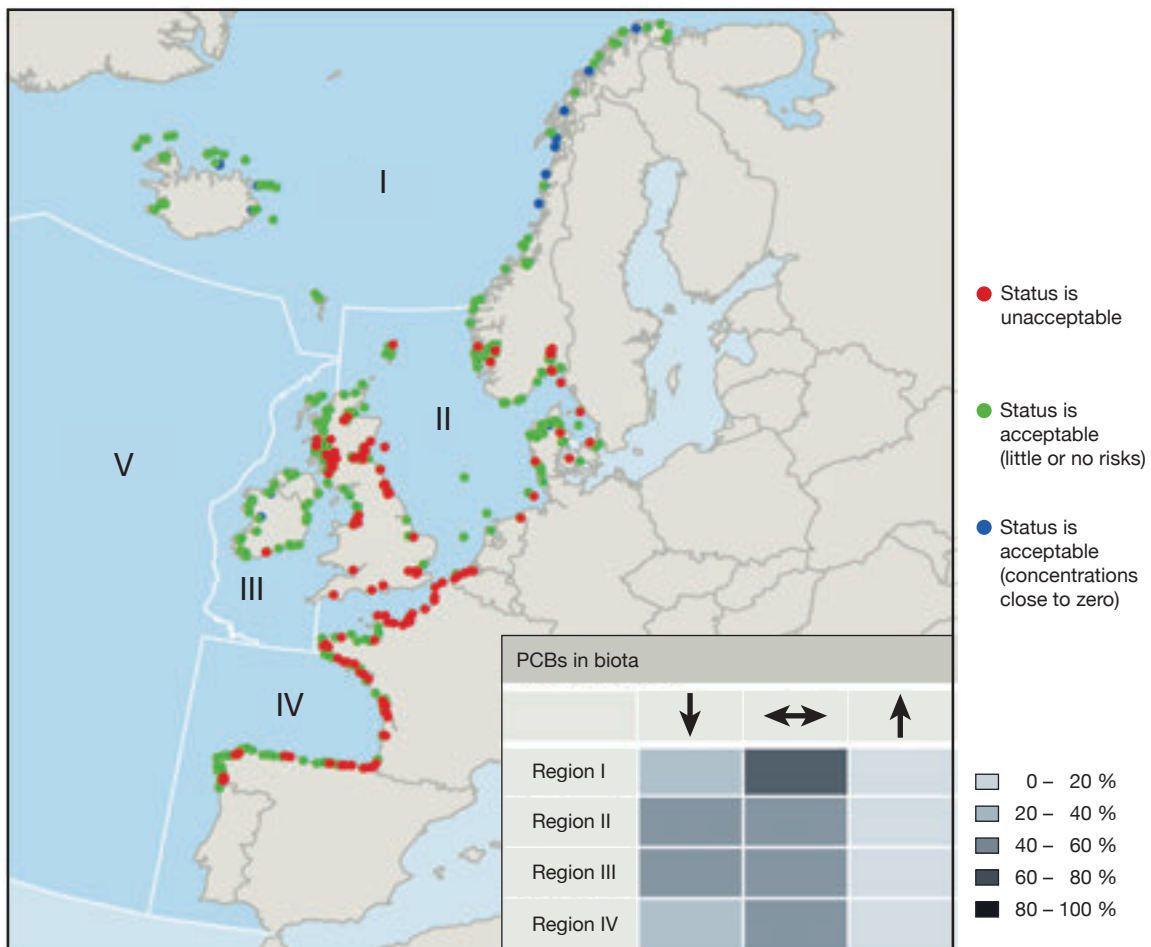 I
II
V
III
IV
Status is
unacceptable
Status is
acceptable
(little or no risks)
Status is
acceptable
(concentrations
close to zero)
PCBs in biota
Region I
Region II
Region III
Region IV
0 – 20 %
20 – 40 %
40 – 60 %
60 – 80 %
80 – 100 %